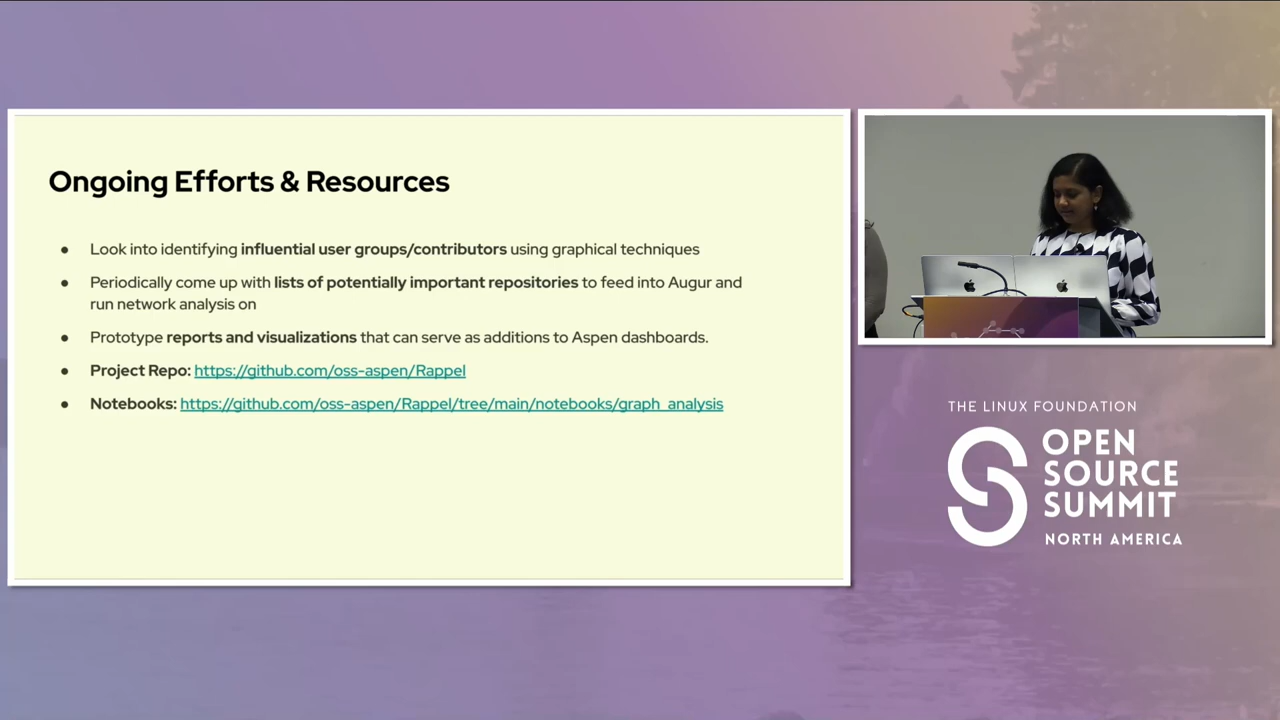 Ongoing Efforts & Resources
● Look into identifying influential user groups/contributors using graphical techniques
● Periodically come up with lists of potentially important repositories to feed into Augur and
run network analysis on
● Prototype reports and visualizations that can serve as additions to Aspen dashboards.
● Project Repo: https://github.com/oss-aspen/Rappel
● Notebooks: https://github.com/oss-aspen/Rappel/tree/main/notebooks/graph_analysis
THE LINUX FOUNDATION
OPEN
SOURCE
SUMMIT
NORTH AMERICA